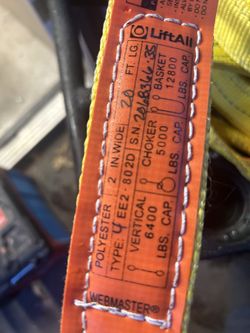 LiftAll
POLYESTER 2 IN.WIDE 20 FT. LG.
TYPE: U EE2 802D S.N.
VERTICAL CHOKER BASKET
6400 5000 12800
LBS. CAP. LBS. CAP. LBS. CAP.
WEBMASTER®